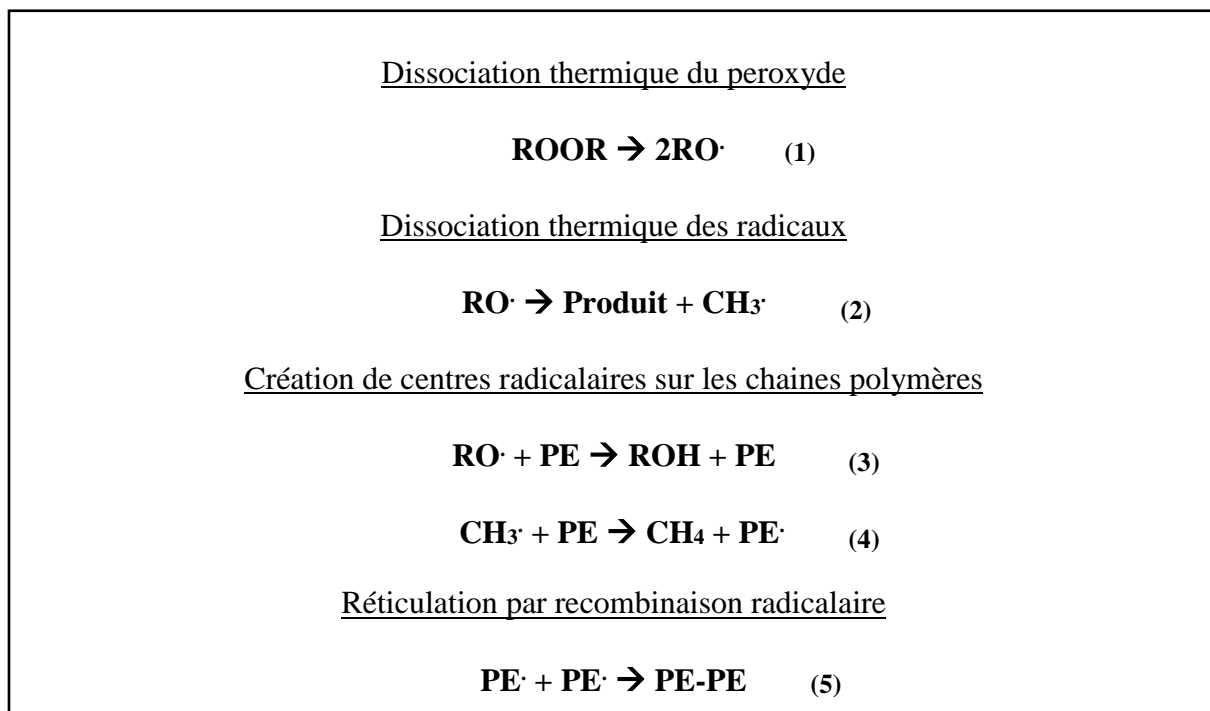 Dissociation thermique du peroxyde
ROOR → 2RO· (1)
Dissociation thermique des radicaux
RO· → Produit + CH3· (2)
Création de centres radicalaires sur les chaines polymères
RO· + PE → ROH + PE (3)
CH3· + PE → CH4 + PE· (4)
Réticulation par recombinaison radicalaire
PE· + PE· → PE-PE (5)